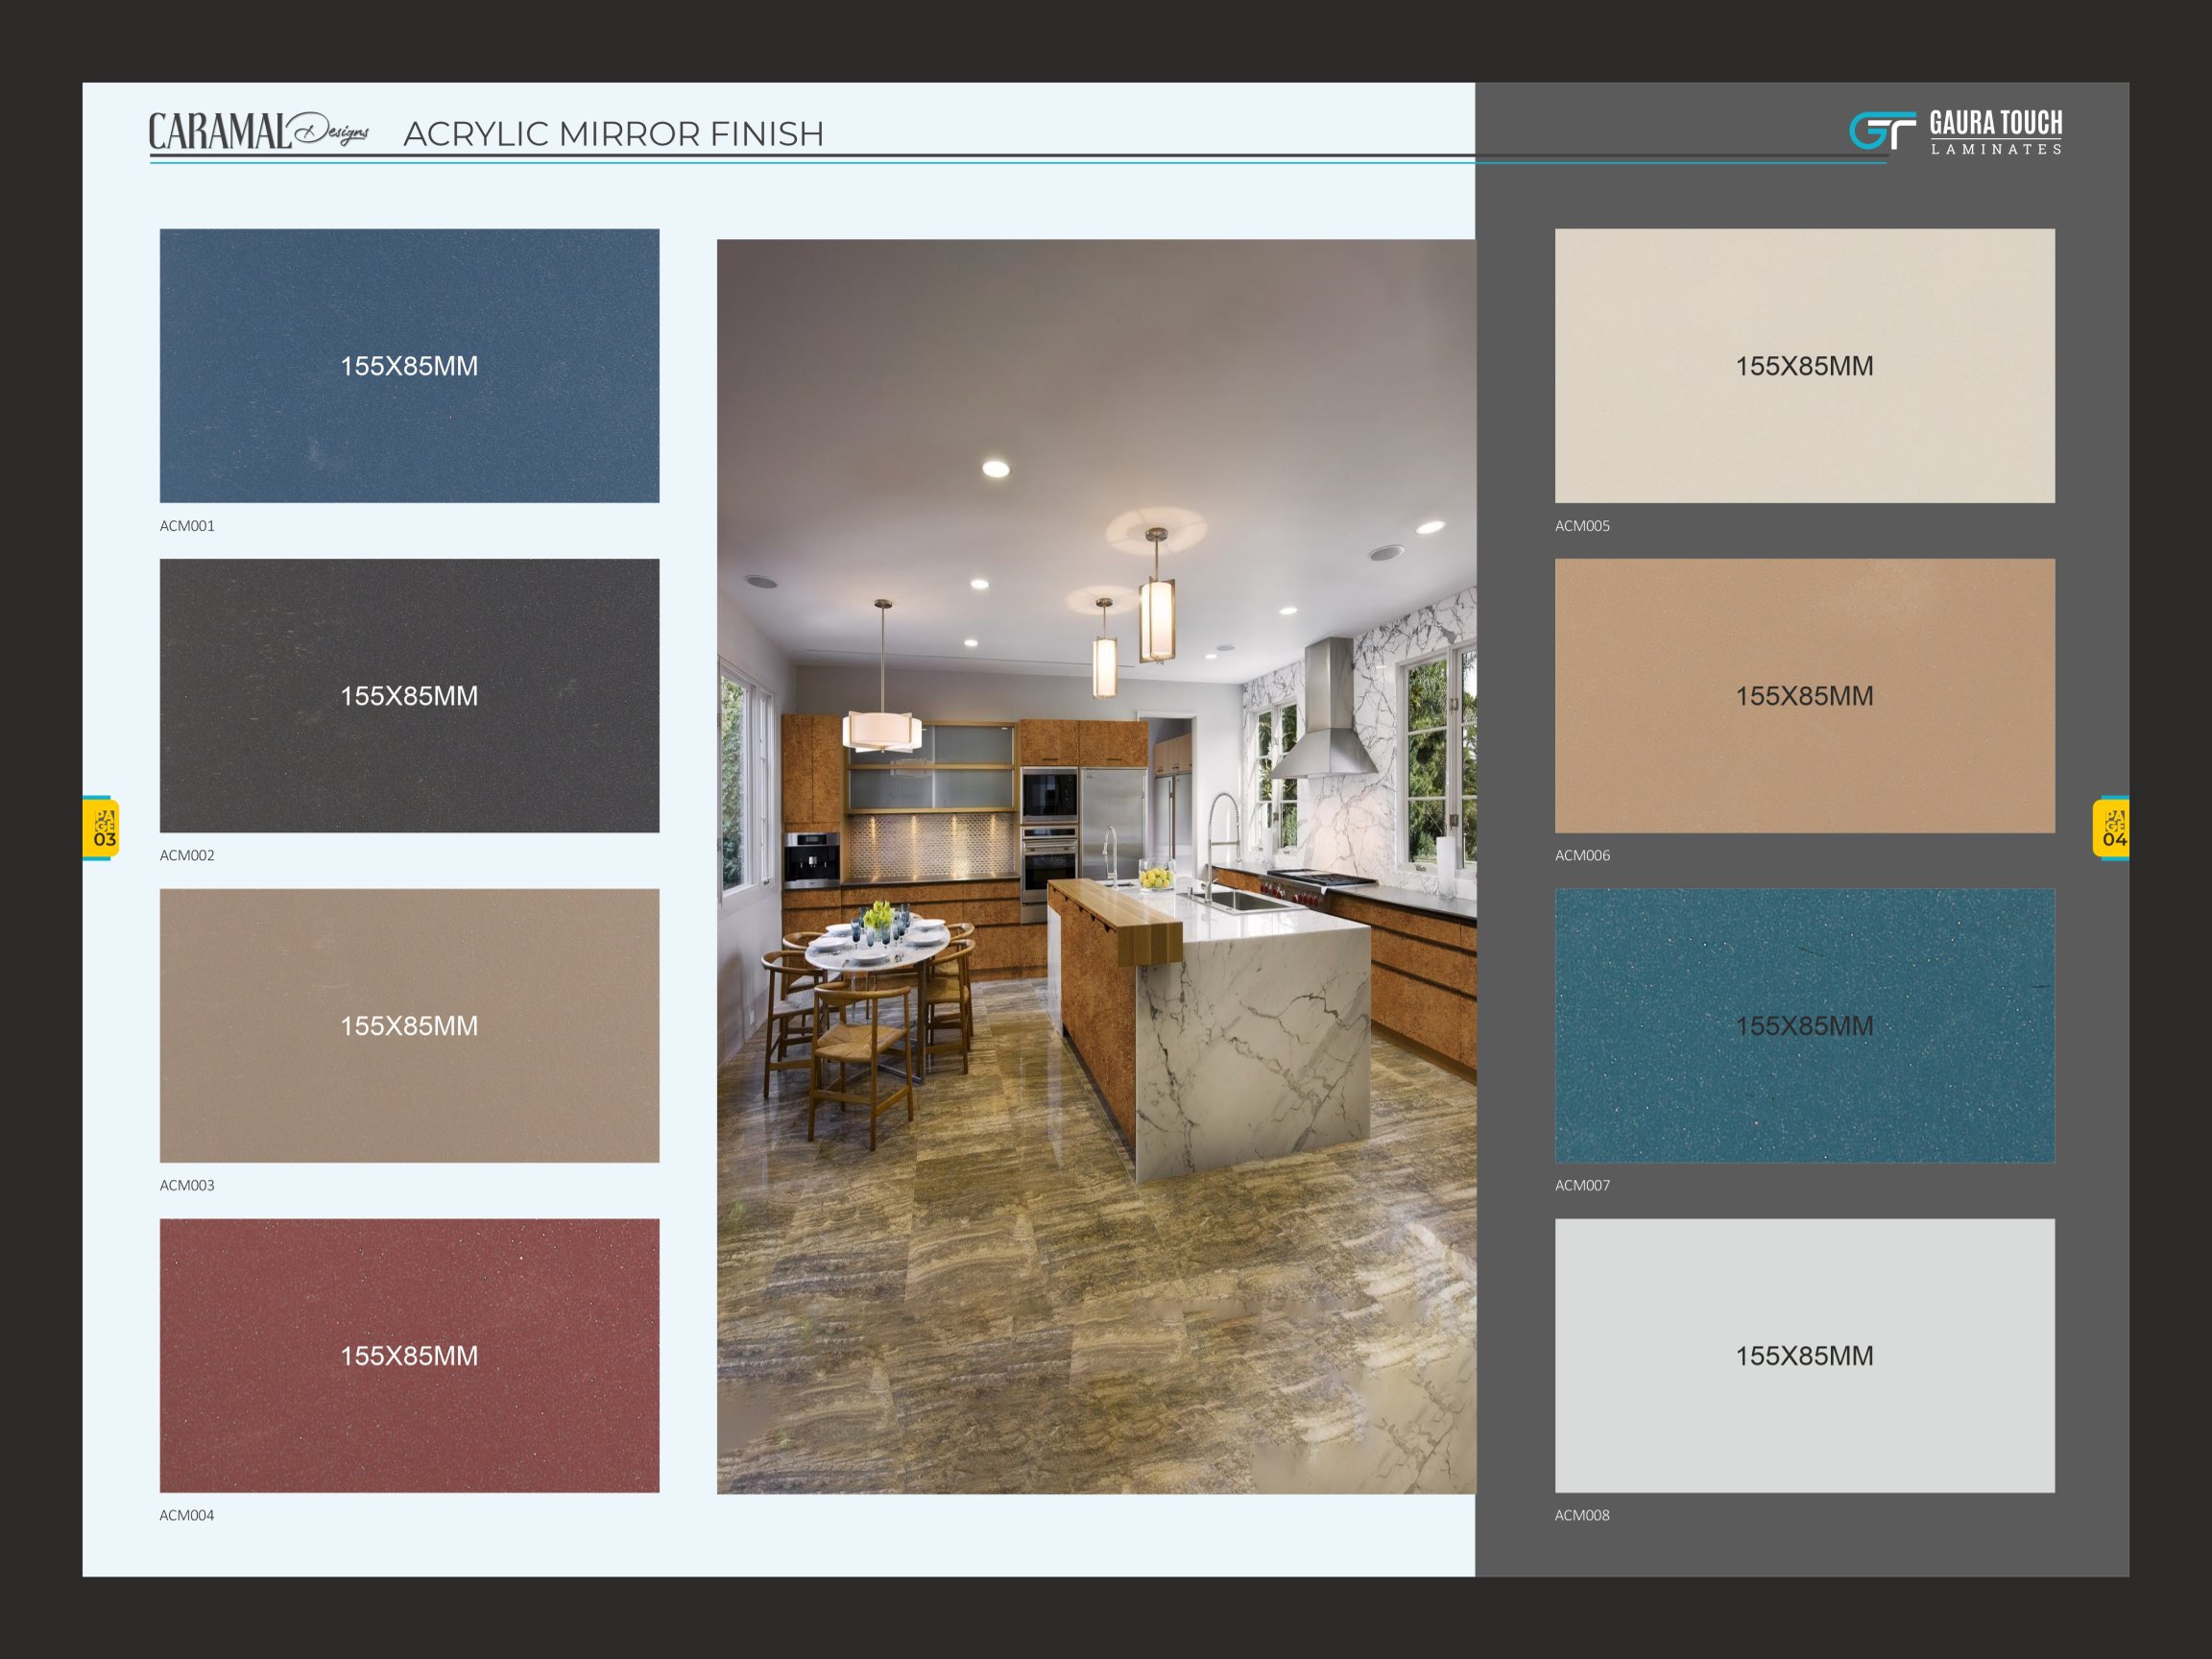 CARAMAL Designs ACRYLIC MIRROR FINISH
GT GAURA TOUCH
LAMINATES
155X85MM
ACM001
155X85MM
ACM002
155X85MM
ACM003
155X85MM
ACM004
PAGE
03
155X85MM
ACM005
155X85MM
ACM006
155X85MM
ACM007
155X85MM
ACM008
PAGE
04